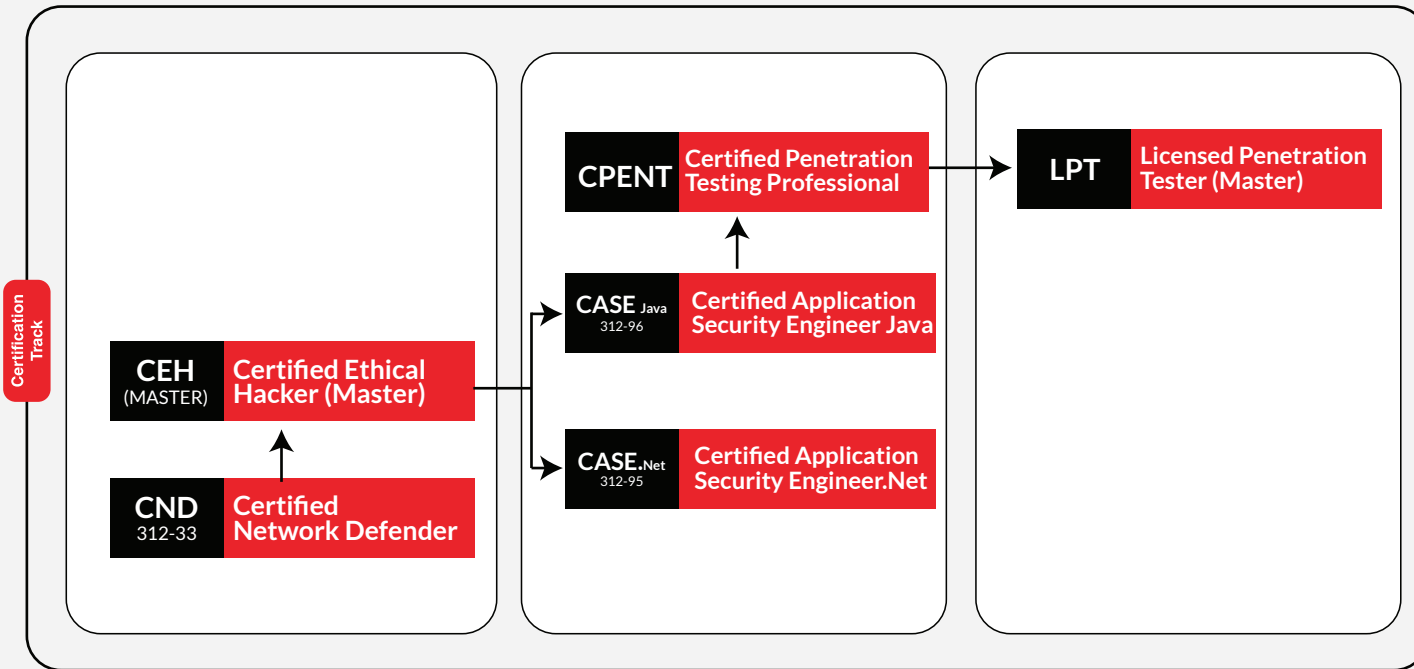 Certification
Track
CEH
(MASTER)
Certified Ethical
Hacker (Master)
CND
312-33
Certified
Network Defender
CPENT
Certified Penetration
Testing Professional
CASE Java
312-96
Certified Application
Security Engineer Java
CASE.Net
312-95
Certified Application
Security Engineer.Net
LPT
Licensed Penetration
Tester (Master)